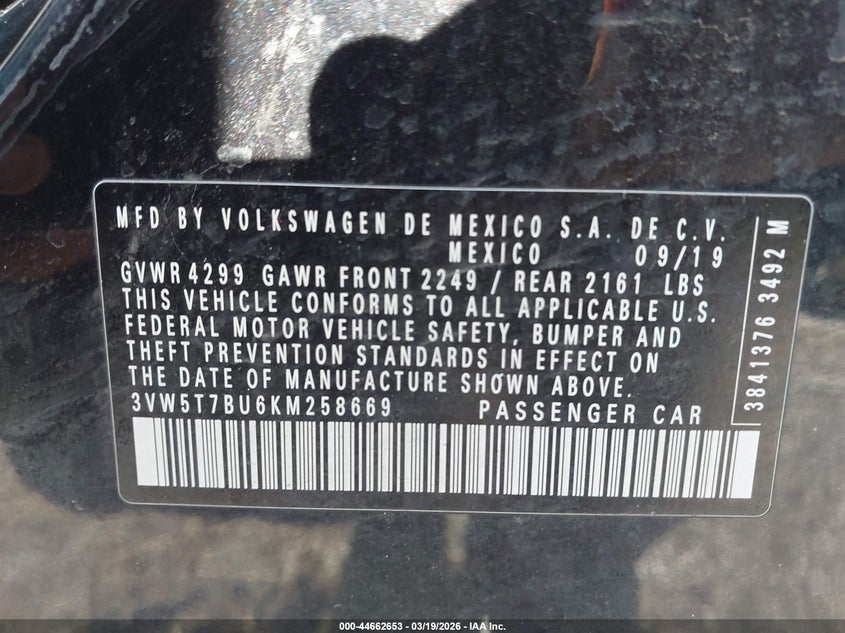 MFD BY VOLKSWAGEN DE MEXICO S.A. DE C.V.
MEXICO 09/19
GVWR 4299 GAWR FRONT 2249 / REAR 2161 LBS
THIS VEHICLE CONFORMS TO ALL APPLICABLE U.S.
FEDERAL MOTOR VEHICLE SAFETY, BUMPER AND
THEFT PREVENTION STANDARDS IN EFFECT ON
THE DATE OF MANUFACTURE SHOWN ABOVE.
3VW5T7BU6KM258669 PASSENGER CAR
3841376 3492 M
000-44662653 - 03/19/2026 - IAA Inc.